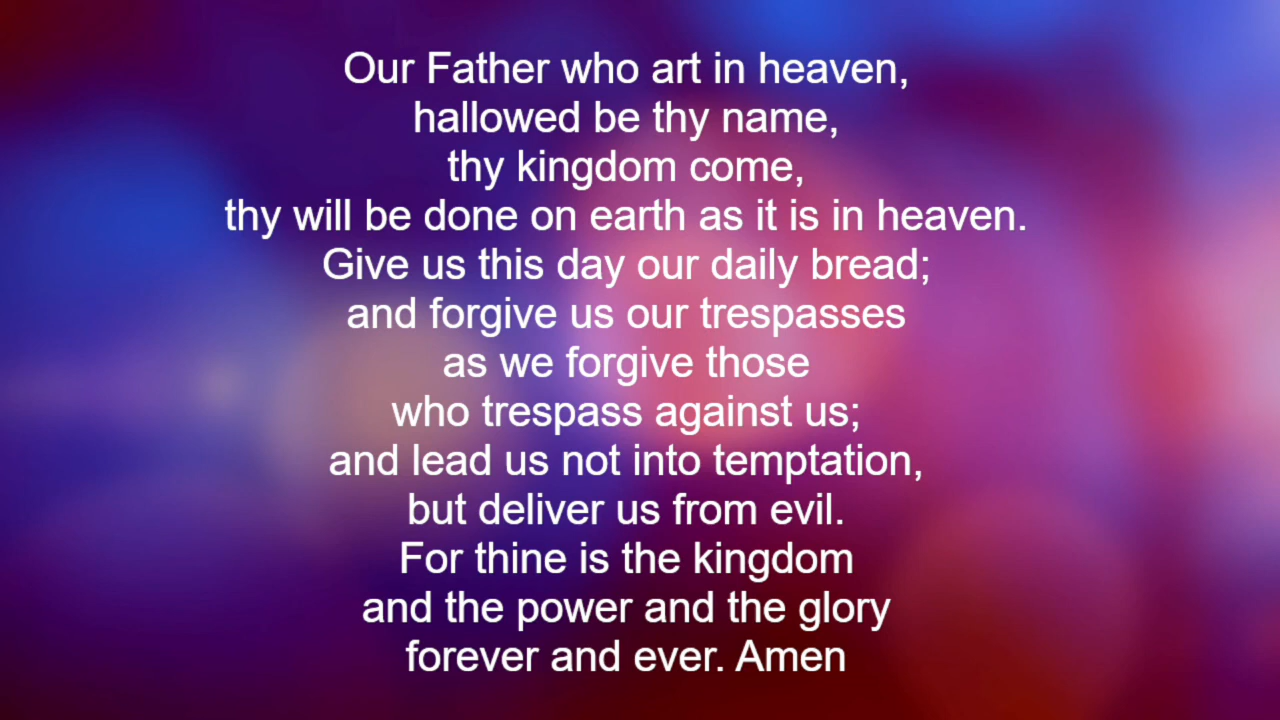 Our Father who art in heaven,
hallowed be thy name,
thy kingdom come,
thy will be done on earth as it is in heaven.
Give us this day our daily bread;
and forgive us our trespasses
as we forgive those
who trespass against us;
and lead us not into temptation,
but deliver us from evil.
For thine is the kingdom
and the power and the glory
forever and ever. Amen